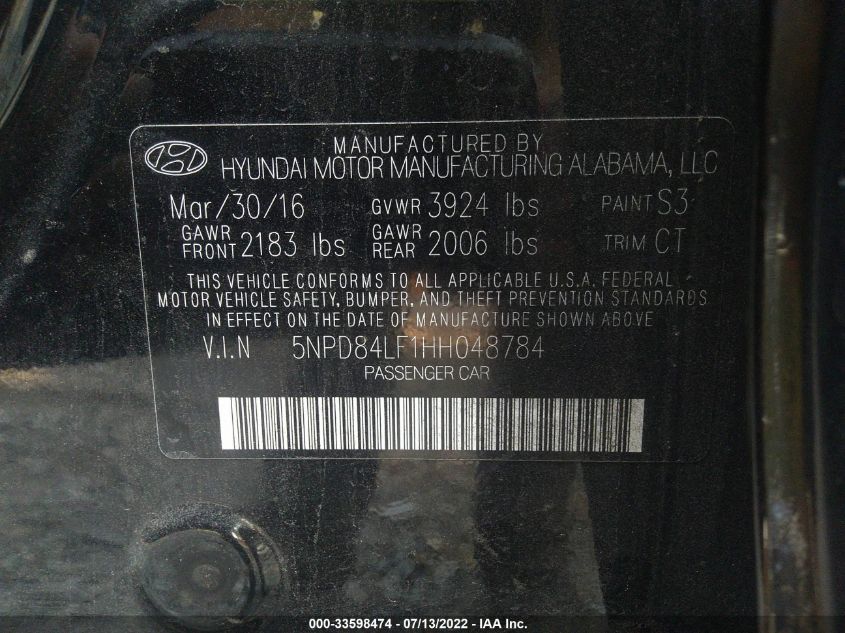 MANUFACTURED BY
HYUNDAI MOTOR MANUFACTURING ALABAMA, LLC
Mar/30/16 GVWR 3924 lbs PAINT S3
GAWR FRONT 2183 lbs GAWR REAR 2006 lbs TRIM CT
THIS VEHICLE CONFORMS TO ALL APPLICABLE U.S.A. FEDERAL
MOTOR VEHICLE SAFETY, BUMPER, AND THEFT PREVENTION STANDARDS
IN EFFECT ON THE DATE OF MANUFACTURE SHOWN ABOVE
V.I.N 5NPD84LF1HH048784
PASSENGER CAR
000-33598474 - 07/13/2022 - IAA Inc.